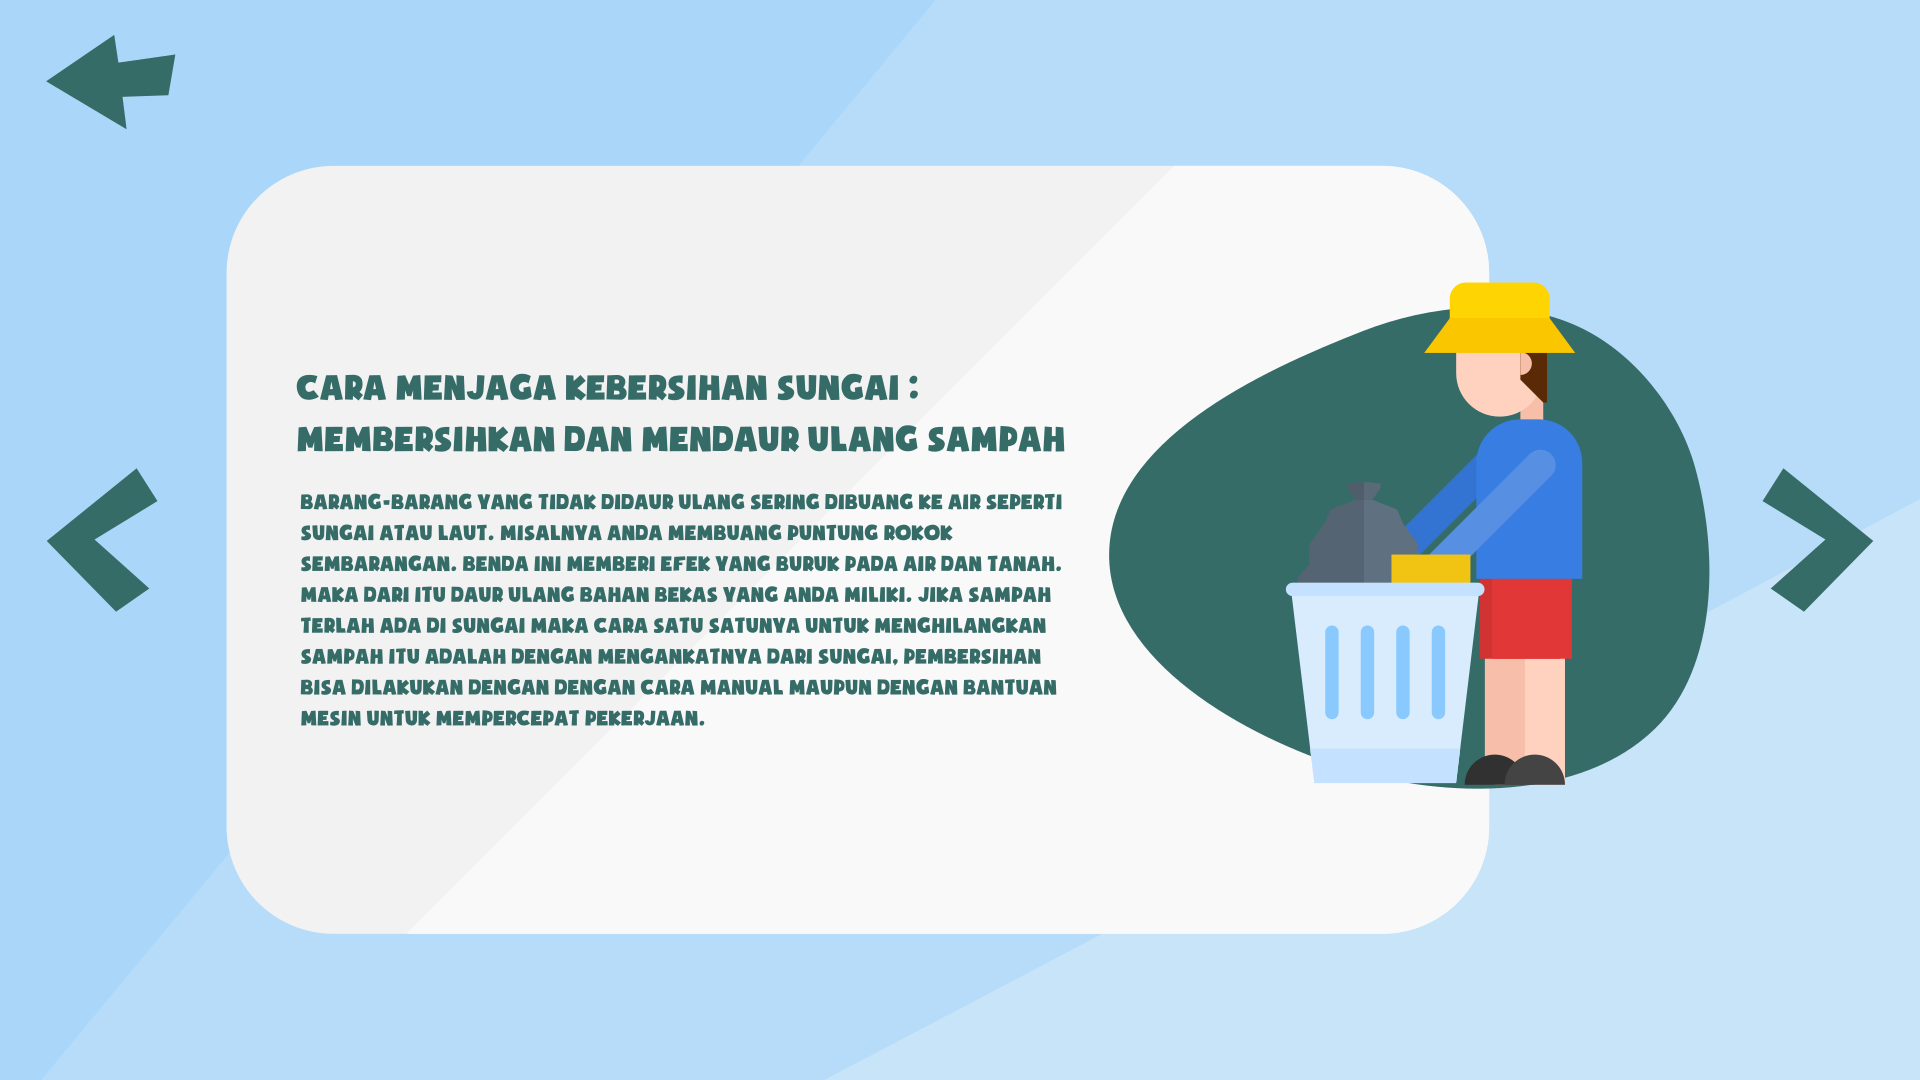 CARA MENJAGA KEBERSIHAN SUNGAI :
MEMBERSIHKAN DAN MENDAUR ULANG SAMPAH
BARANG-BARANG YANG TIDAK DIDAUR ULANG SERING DIBUANG KE AIR SEPERTI
SUNGAI ATAU LAUT. MISALNYA ANDA MEMBUANG PUNTUNG ROKOK
SEMBARANGAN. BENDA INI MEMBERI EFEK YANG BURUK PADA AIR DAN TANAH.
MAKA DARI ITU DAUR ULANG BAHAN BEKAS YANG ANDA MILIKI. JIKA SAMPAH
TERLAH ADA DI SUNGAI MAKA CARA SATU SATUNYA UNTUK MENGHILANGKAN
SAMPAH ITU ADALAH DENGAN MENGANKATNYA DARI SUNGAI, PEMBERSIHAN
BISA DILAKUKAN DENGAN DENGAN CARA MANUAL MAUPUN DENGAN BANTUAN
MESIN UNTUK MEMPERCEPAT PEKERJAAN.